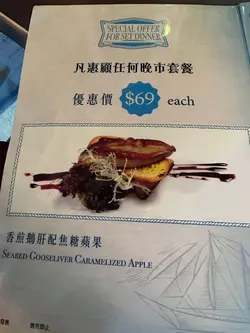 SPECIAL OFFER
FOR SET DINNER
凡惠顧任何晚市套餐
優惠價 $69 each
香煎鵝肝配焦糖蘋果
SEARED GOOSELIVER CARAMELIZED APPLE